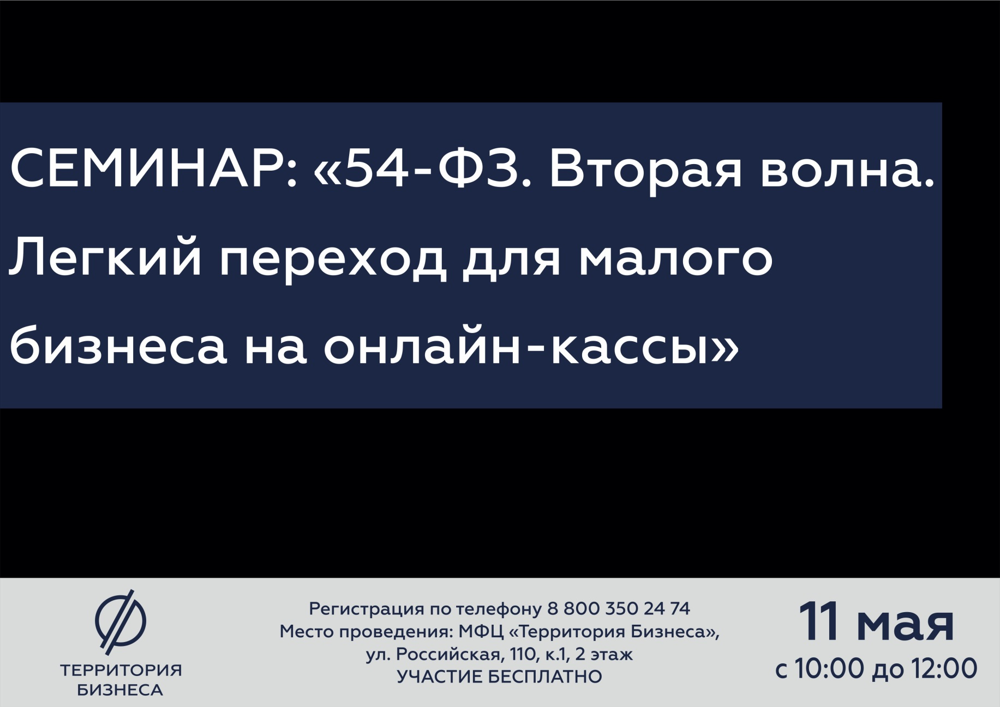 СЕМИНАР: «54-ФЗ. Вторая волна.
Легкий переход для малого
бизнеса на онлайн-кассы»
ТЕРРИТОРИЯ
БИЗНЕСА
Регистрация по телефону 8 800 350 24 74
Место проведения: МФЦ «Территория Бизнеса»,
ул. Российская, 110, к.1, 2 этаж
УЧАСТИЕ БЕСПЛАТНО
11 мая
с 10:00 до 12:00